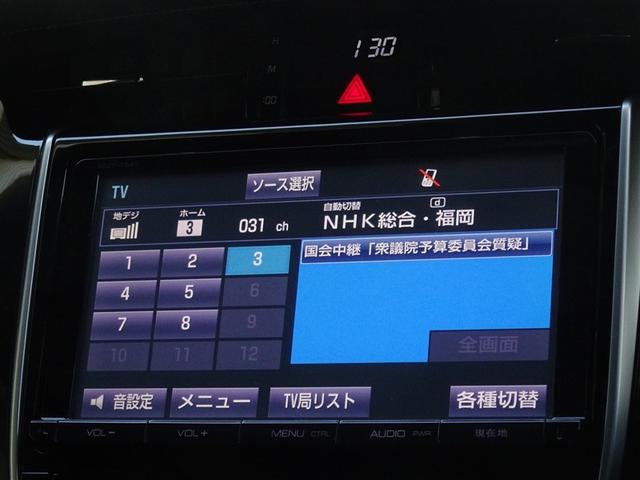 H
130
M
:00
TV
ソース選択
地デジ
ホーム
3
031 ch
自動切替
d
NHK総合・福岡
1
2
3
国会中継「衆議院予算委員会質疑」
4
5
6
7
8
9
全画面
10
11
12
音設定
メニュー
TV局リスト
各種切替
VOL−
VOL+
MENU CTRL
AUDIO PWR
現在地